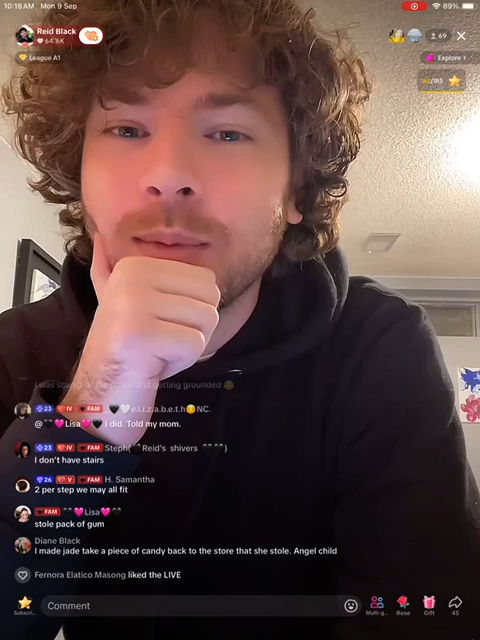 10:18 AM Mon 9 Sep
89%
Reid Black
64.6K
69
League A1
Explore
162/185
I was scared of the police and getting grounded
23 IV FAM e.l.i.z.a.b.e.t.h NC.
@🖤🩷Lisa🩷🖤 I did. Told my mom.
23 IV FAM Steph(🖤Reid's shivers 🖤🖤🖤)
I don't have stairs
26 V FAM H. Samantha
2 per step we may all fit
FAM 🖤🩷Lisa🩷🖤
stole pack of gum
Diane Black
I made jade take a piece of candy back to the store that she stole. Angel child
Fernora Elatico Masong liked the LIVE
Subscri...
Comment
Multi-g...
Rose
Gift
45